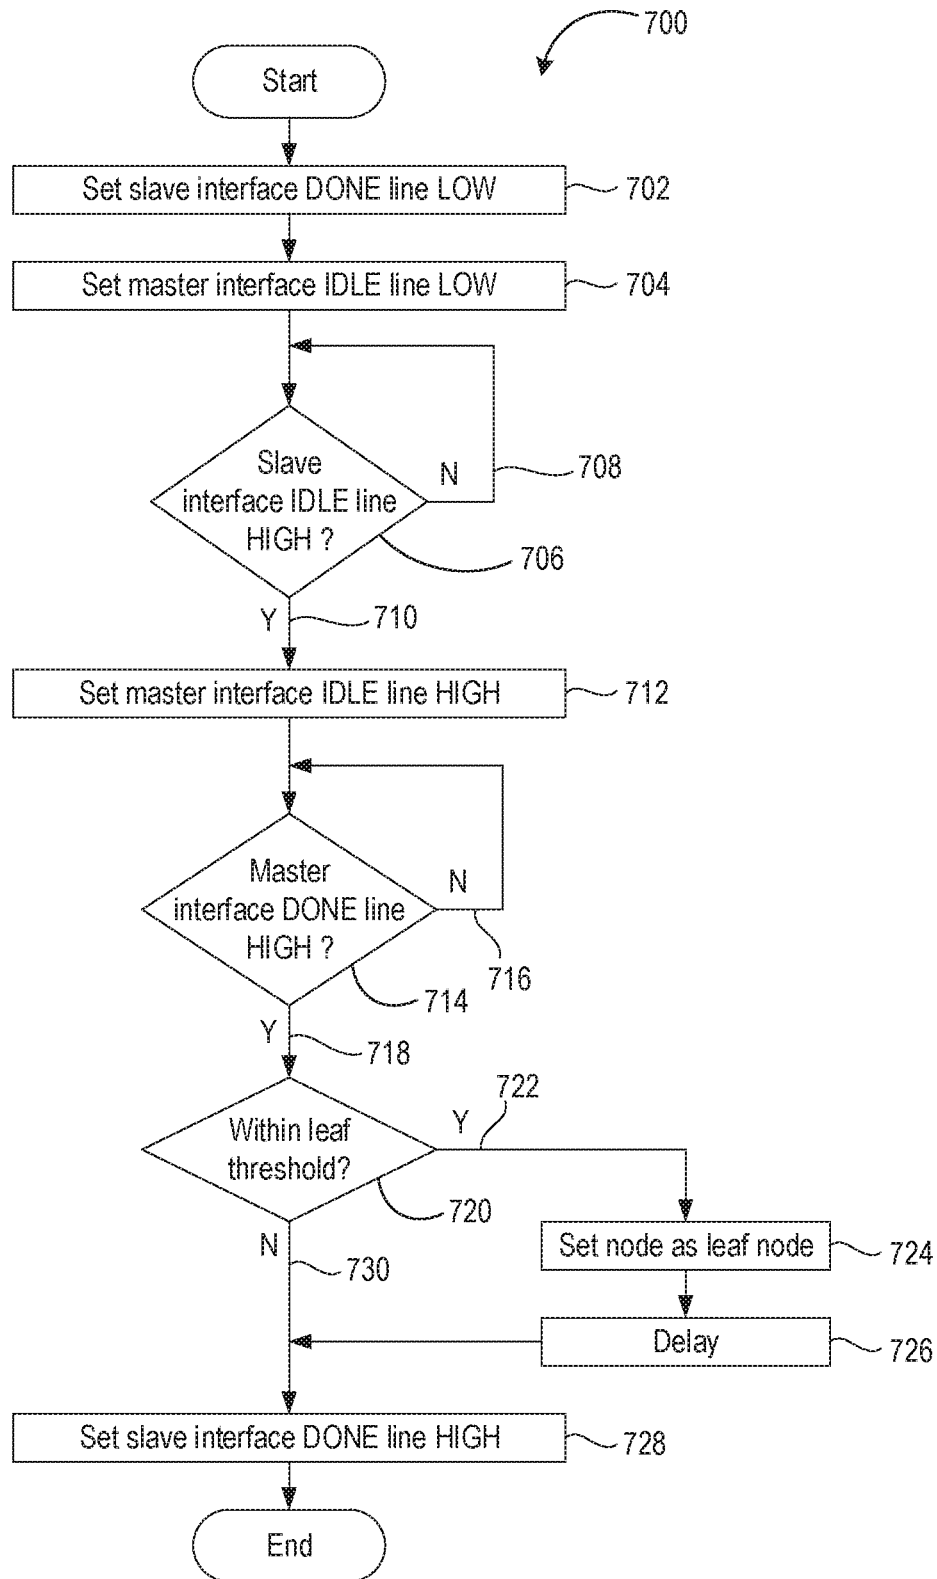 700
Start
Set slave interface DONE line LOW
702
Set master interface IDLE line LOW
704
Slave
interface IDLE line
HIGH ?
N
708
706
Y
710
Set master interface IDLE line HIGH
712
Master
interface DONE line
HIGH ?
N
716
714
Y
718
722
Within leaf
threshold?
Y
720
N
730
Set node as leaf node
724
Delay
726
Set slave interface DONE line HIGH
728
End